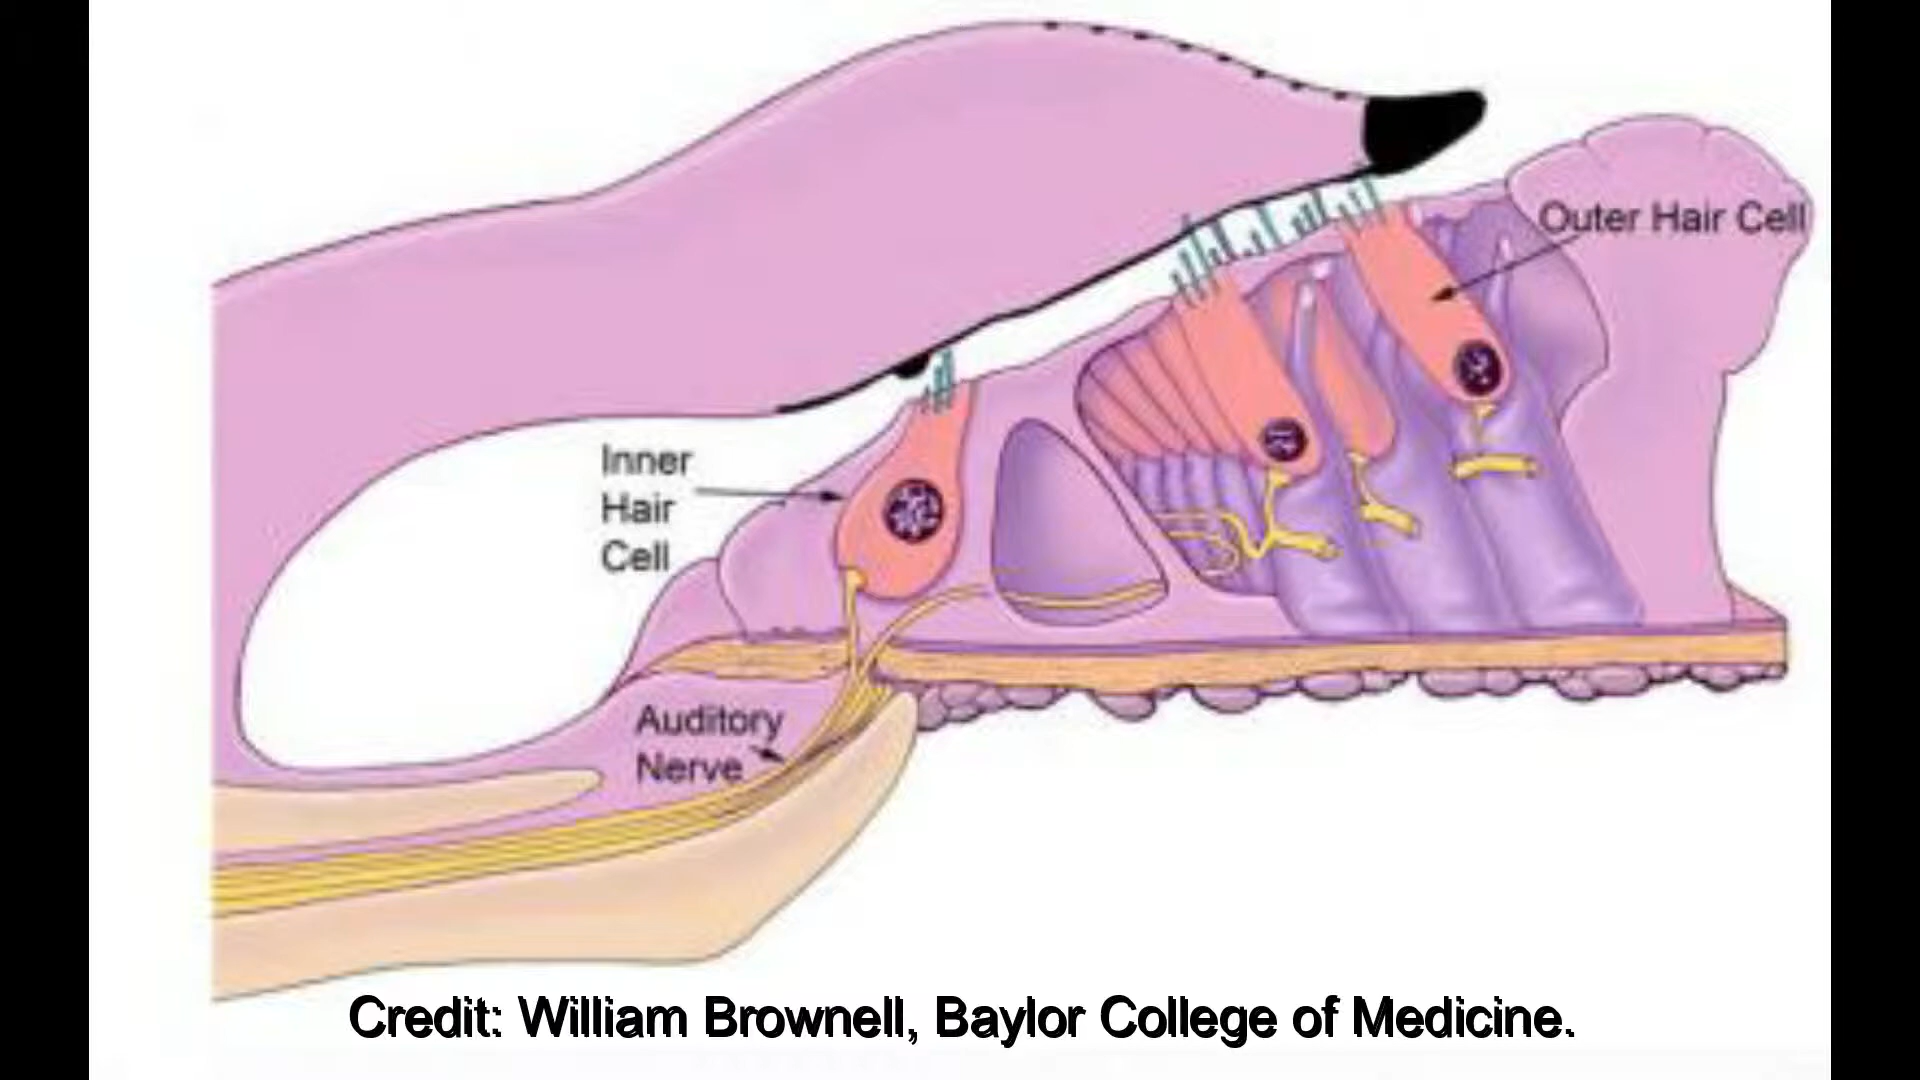 Outer Hair Cell
Inner
Hair
Cell
Auditory
Nerve
Credit: William Brownell, Baylor College of Medicine.